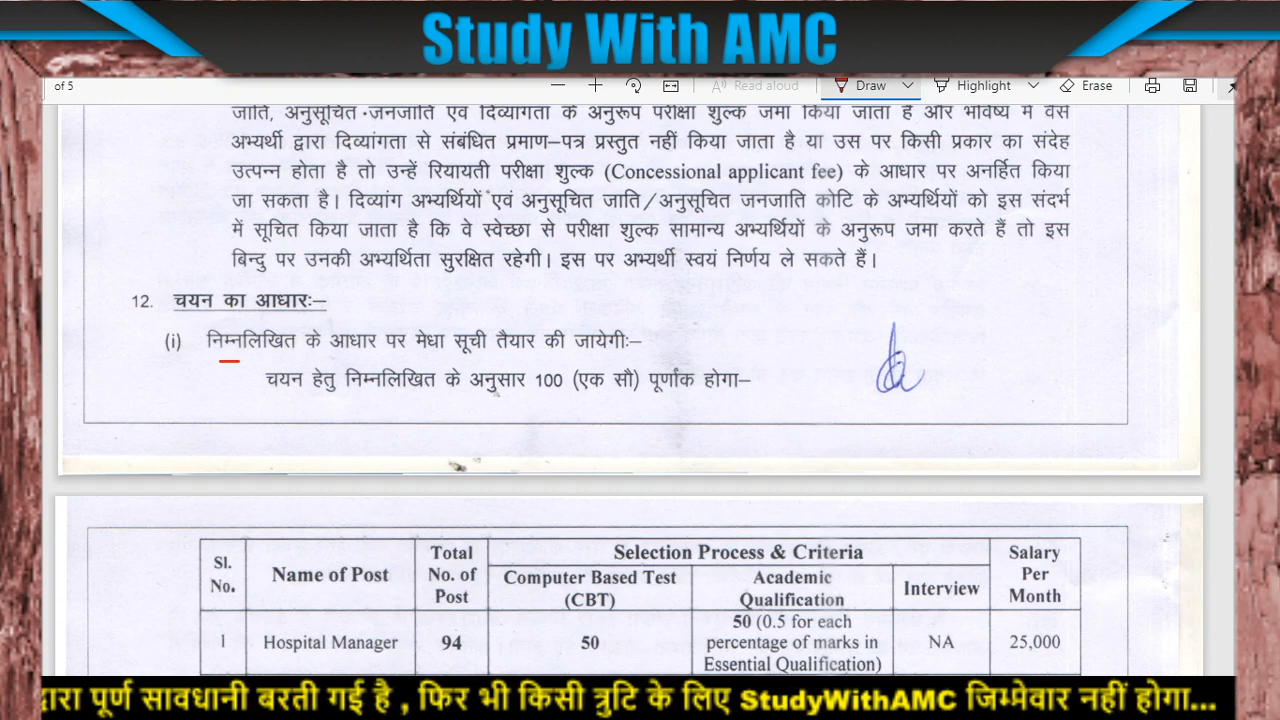 Study With AMC
of 5
Read aloud
Draw
Highlight
Erase
जाति, अनुसूचित जनजाति एवं दिव्यांगता के अनुरूप परीक्षा शुल्क जमा किया जाता है और भविष्य में वैसे
अभ्यर्थी द्वारा दिव्यांगता से संबंधित प्रमाण–पत्र प्रस्तुत नहीं किया जाता है या उस पर किसी प्रकार का संदेह
उत्पन्न होता है तो उन्हें रियायती परीक्षा शुल्क (Concessional applicant fee) के आधार पर अनर्हित किया
जा सकता है। दिव्यांग अभ्यर्थियों एवं अनुसूचित जाति/अनुसूचित जनजाति कोटि के अभ्यर्थियों को इस संदर्भ
में सूचित किया जाता है कि वे स्वेच्छा से परीक्षा शुल्क सामान्य अभ्यर्थियों के अनुरूप जमा करते हैं तो इस
बिन्दु पर उनकी अभ्यर्थिता सुरक्षित रहेगी। इस पर अभ्यर्थी स्वयं निर्णय ले सकते हैं।
12. चयन का आधारः–
(i) निम्नलिखित के आधार पर मेधा सूची तैयार की जायेगीः–
चयन हेतु निम्नलिखित के अनुसार 100 (एक सौ) पूर्णांक होगा–
Sl. No.
Name of Post
Total No. of Post
Selection Process & Criteria
Computer Based Test (CBT)
Academic Qualification
Interview
Salary Per Month
1
Hospital Manager
94
50
50 (0.5 for each
percentage of marks in
Essential Qualification)
NA
25,000
द्वारा पूर्ण सावधानी बरती गई है , फिर भी किसी त्रुटि के लिए StudyWithAMC जिम्मेवार नहीं होगा...